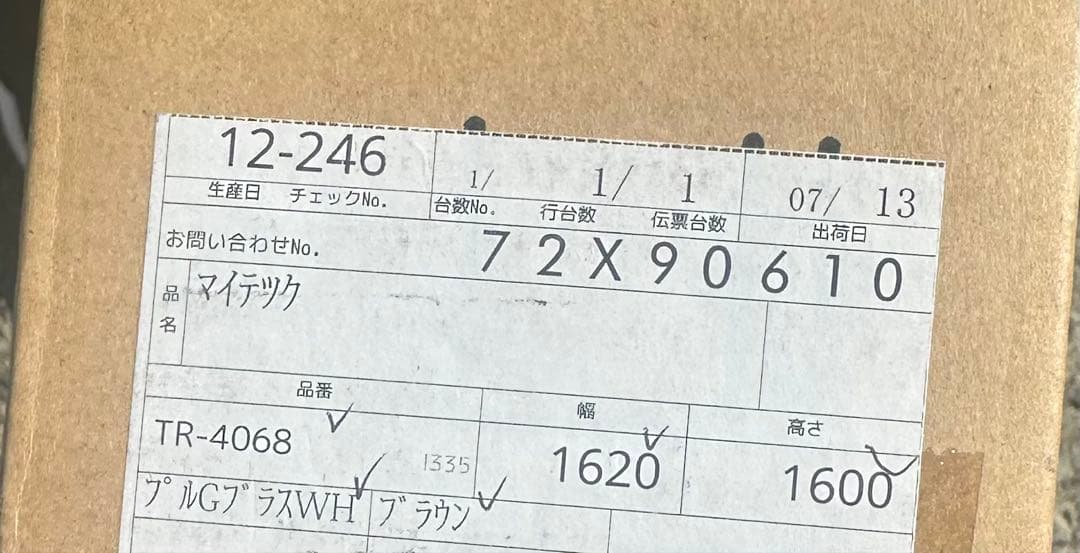 12-246 1/ 1/ 1 07/ 13
生産日 チェックNo. 台数No. 行台数 伝票台数 出荷日
お問い合わせNo. 72X90610
品名 マイテック
品番 幅 高さ
TR-4068 1335 1620 1600
プルGプラスWH ブラウン